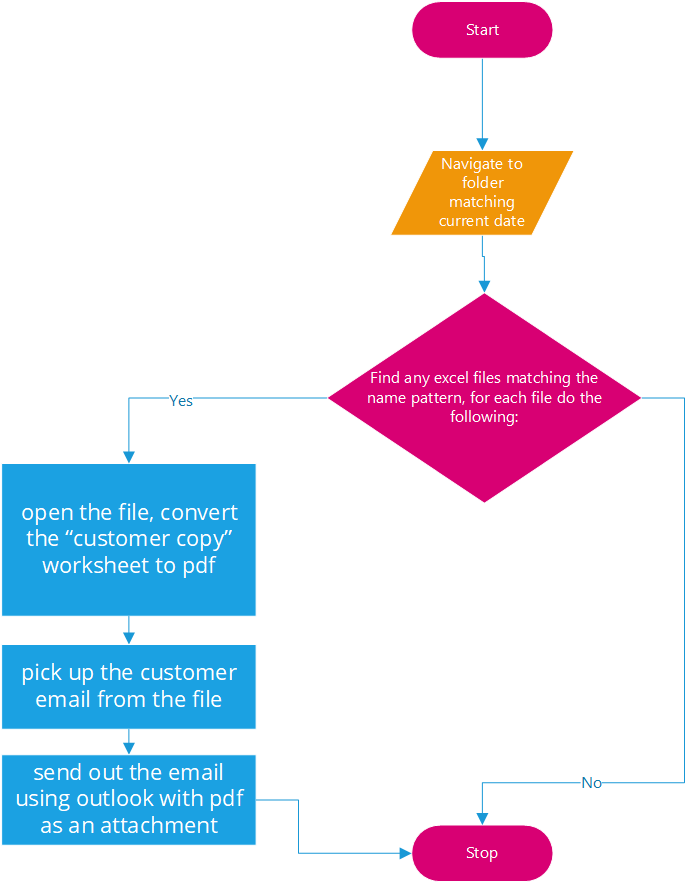 Start
Navigate to
folder
matching
current date
Find any excel files matching the
name pattern, for each file do the
following:
Yes
open the file, convert
the “customer copy”
worksheet to pdf
pick up the customer
email from the file
send out the email
using outlook with pdf
as an attachment
No
Stop